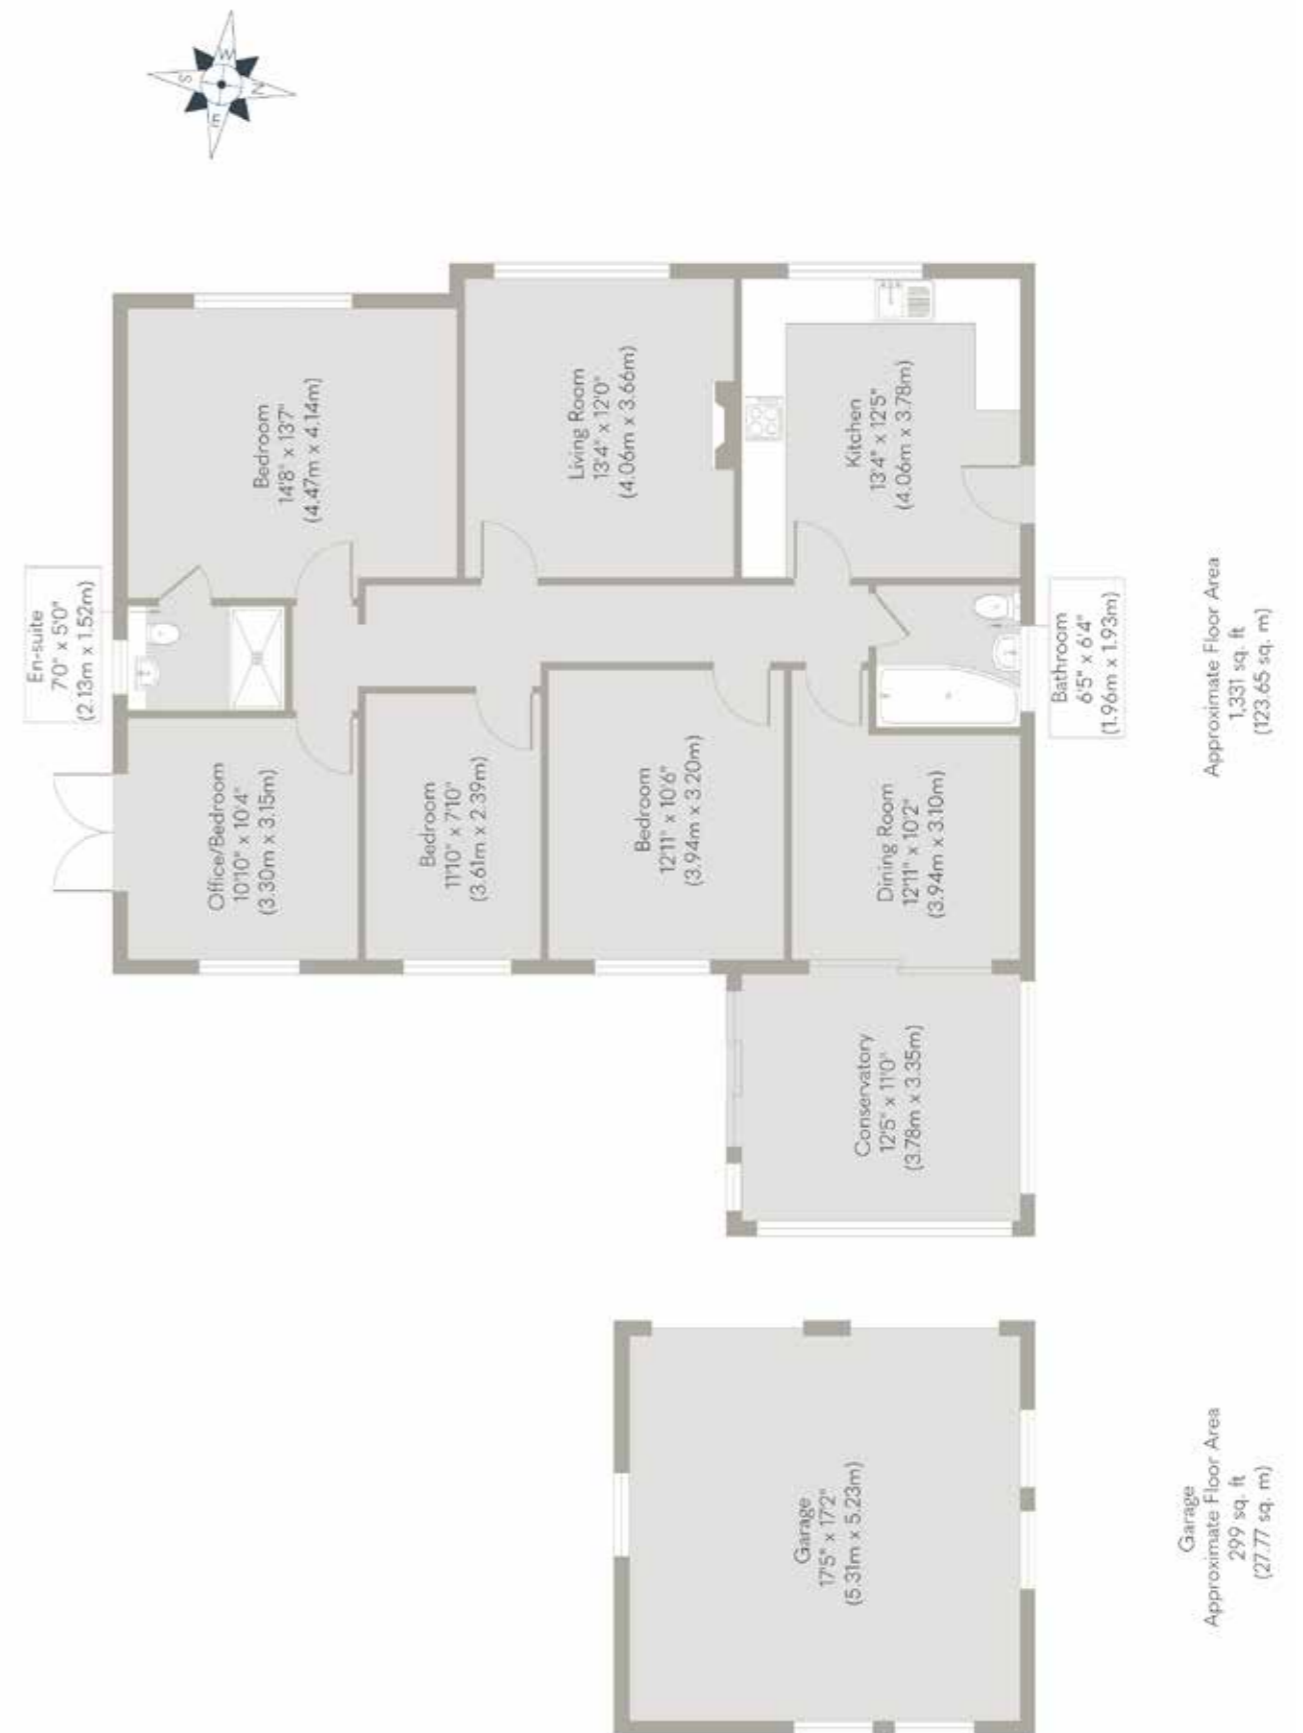 W
N
S
E
En-suite
7'0" x 5'0"
(2.13m x 1.52m)
Bedroom
14'8" x 13'7"
(4.47m x 4.14m)
Living Room
13'4" x 12'0"
(4.06m x 3.66m)
Kitchen
13'4" x 12'5"
(4.06m x 3.78m)
Office/Bedroom
10'10" x 10'4"
(3.30m x 3.15m)
Bedroom
11'10" x 7'10"
(3.61m x 2.39m)
Bedroom
12'11" x 10'6"
(3.94m x 3.20m)
Dining Room
12'11" x 10'2"
(3.94m x 3.10m)
Bathroom
6'5" x 6'4"
(1.96m x 1.93m)
Conservatory
12'5" x 11'0"
(3.78m x 3.35m)
Approximate Floor Area
1,331 sq. ft
(123.65 sq. m)
Garage
17'5" x 17'2"
(5.31m x 5.23m)
Garage
Approximate Floor Area
299 sq. ft
(27.77 sq. m)